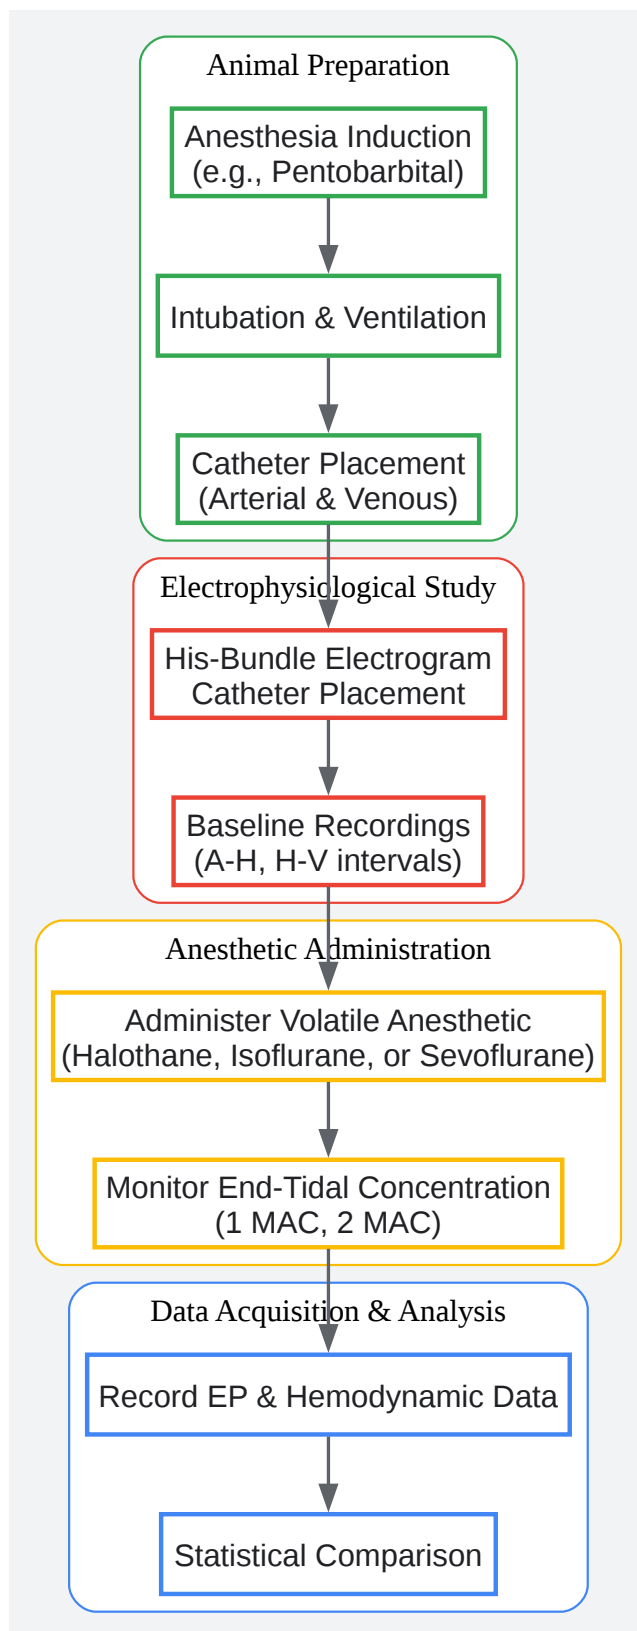 Animal Preparation
Anesthesia Induction
(e.g., Pentobarbital)
Intubation & Ventilation
Catheter Placement
(Arterial & Venous)
Electrophysiological Study
His-Bundle Electrogram
Catheter Placement
Baseline Recordings
(A-H, H-V intervals)
Anesthetic Administration
Administer Volatile Anesthetic
(Halothane, Isoflurane, or Sevoflurane)
Monitor End-Tidal Concentration
(1 MAC, 2 MAC)
Data Acquisition & Analysis
Record EP & Hemodynamic Data
Statistical Comparison